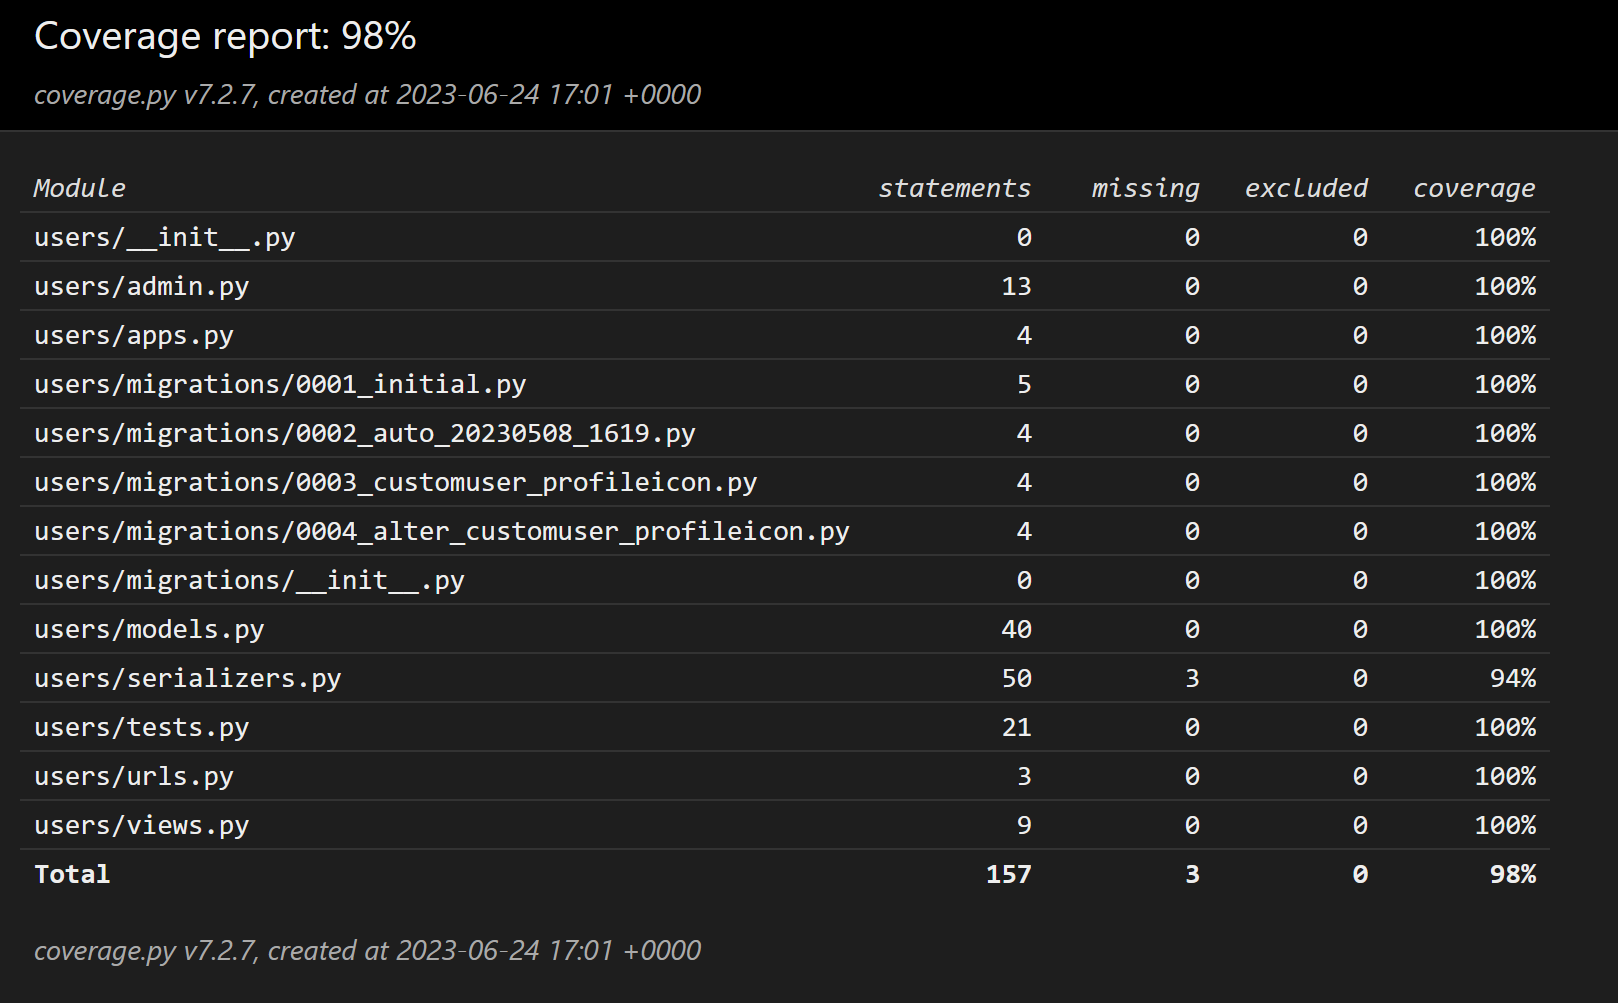 Coverage report: 98%
coverage.py v7.2.7, created at 2023-06-24 17:01 +0000
Module statements missing excluded coverage
users/__init__.py 0 0 0 100%
users/admin.py 13 0 0 100%
users/apps.py 4 0 0 100%
users/migrations/0001_initial.py 5 0 0 100%
users/migrations/0002_auto_20230508_1619.py 4 0 0 100%
users/migrations/0003_customuser_profileicon.py 4 0 0 100%
users/migrations/0004_alter_customuser_profileicon.py 4 0 0 100%
users/migrations/__init__.py 0 0 0 100%
users/models.py 40 0 0 100%
users/serializers.py 50 3 0 94%
users/tests.py 21 0 0 100%
users/urls.py 3 0 0 100%
users/views.py 9 0 0 100%
Total 157 3 0 98%
coverage.py v7.2.7, created at 2023-06-24 17:01 +0000